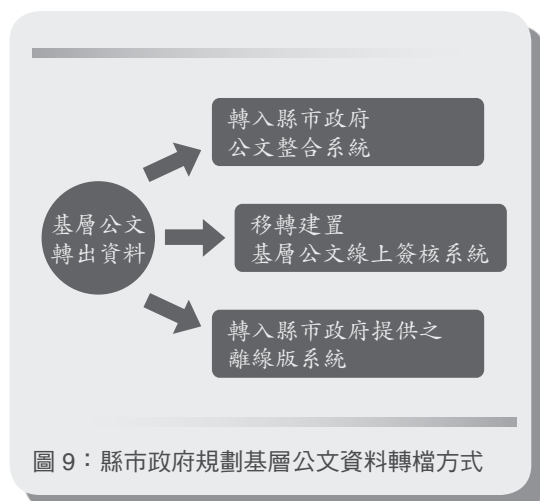 轉入縣市政府
公文整合系統
基層公文
轉出資料
移轉建置
基層公文線上簽核系統
轉入縣市政府提供之
離線版系統
圖 9：縣市政府規劃基層公文資料轉檔方式